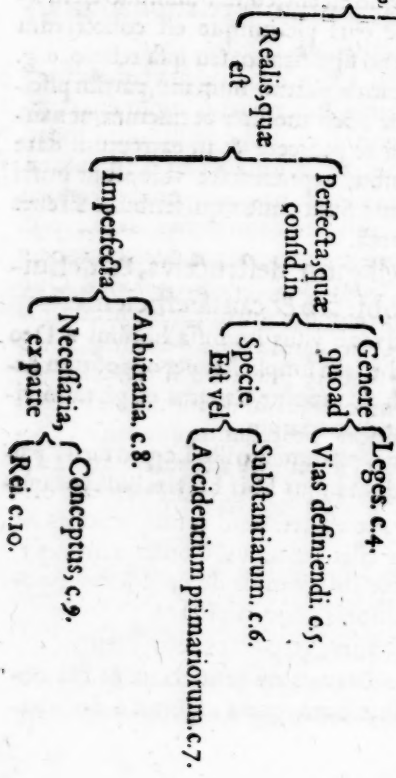 Realis, quæ
eſt
Perfecta, quæ
conſid. in
Genere
quoad
Leges. c.4.
Vias definiendi. c.5.
Specie.
Eſt vel
Subſtantiarum. c.6.
Accidentium primariorum. c.7.
Imperfecta
Arbitraria. c.8.
Neceſſaria,
ex parte
Conceptus, c.9.
Rei. c.10.